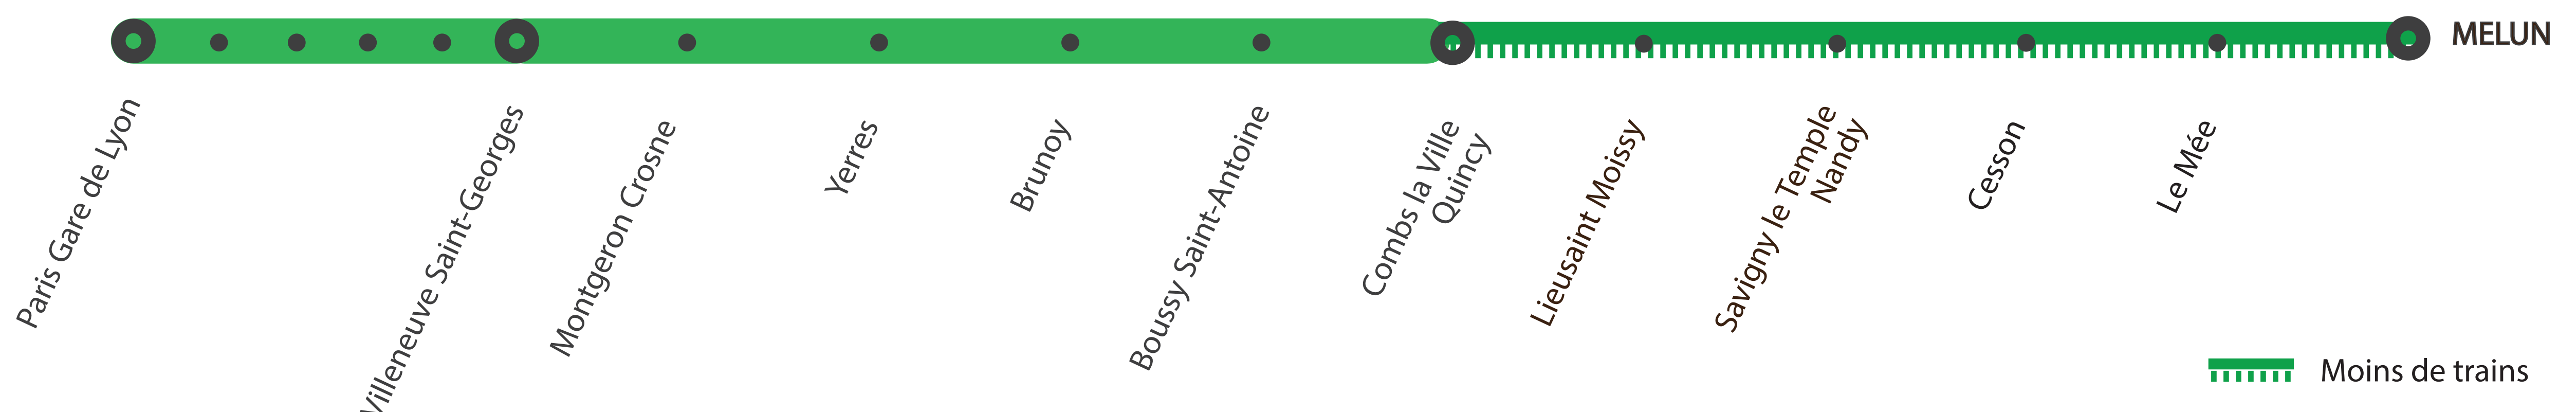 MELUN
Paris Gare de Lyon
Villeneuve Saint-Georges
Montgeron Crosne
Yerres
Brunoy
Boussy Saint-Antoine
Combs la Ville
Quincy
Lieusaint Moissy
Savigny le Temple
Nandy
Cesson
Le Mée
Moins de trains